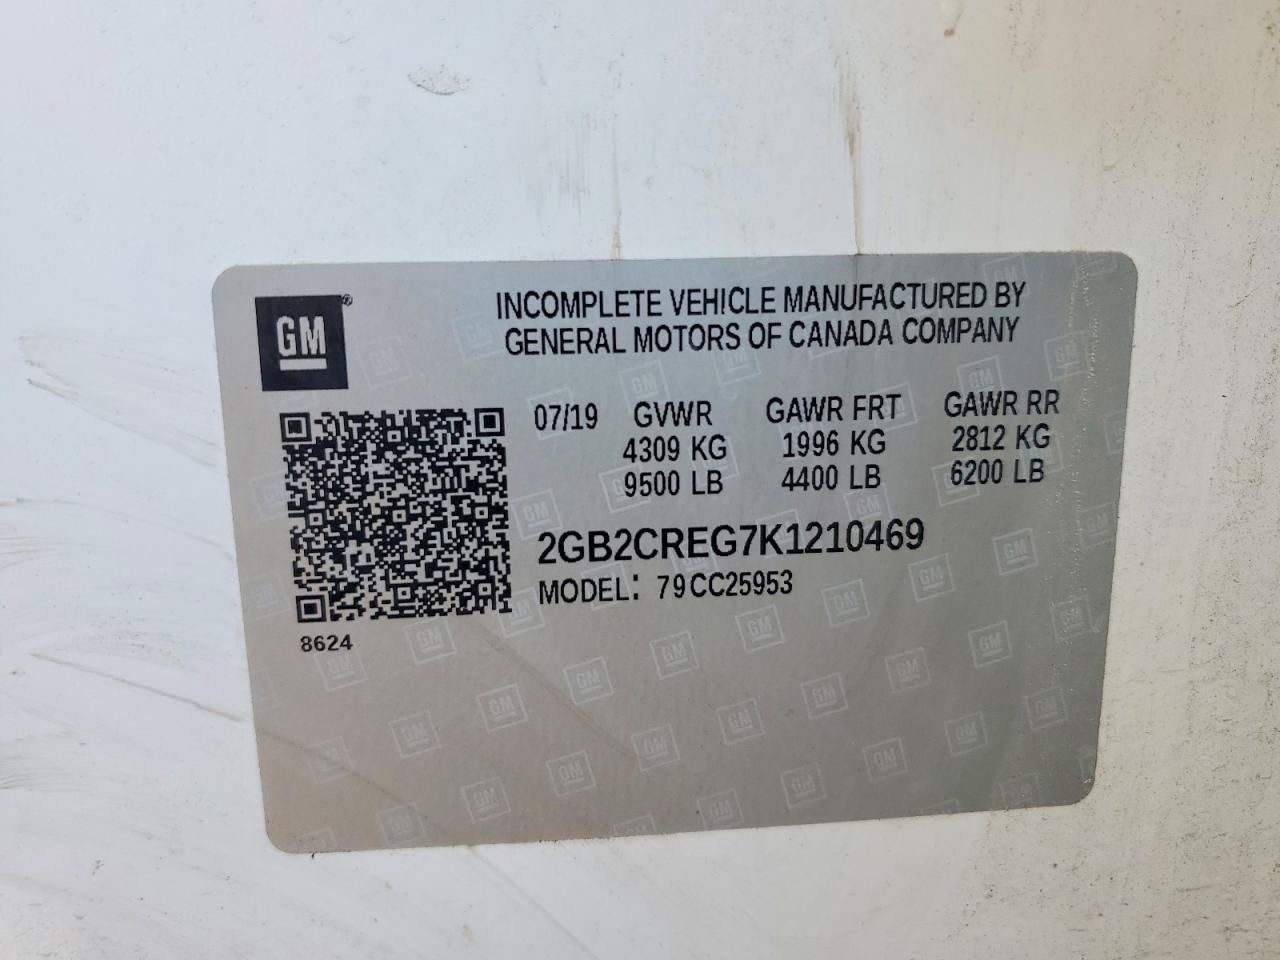 GM®
INCOMPLETE VEHICLE MANUFACTURED BY
GENERAL MOTORS OF CANADA COMPANY
07/19 GVWR GAWR FRT GAWR RR
4309 KG 1996 KG 2812 KG
9500 LB 4400 LB 6200 LB
2GB2CREG7K1210469
MODEL: 79CC25953
8624